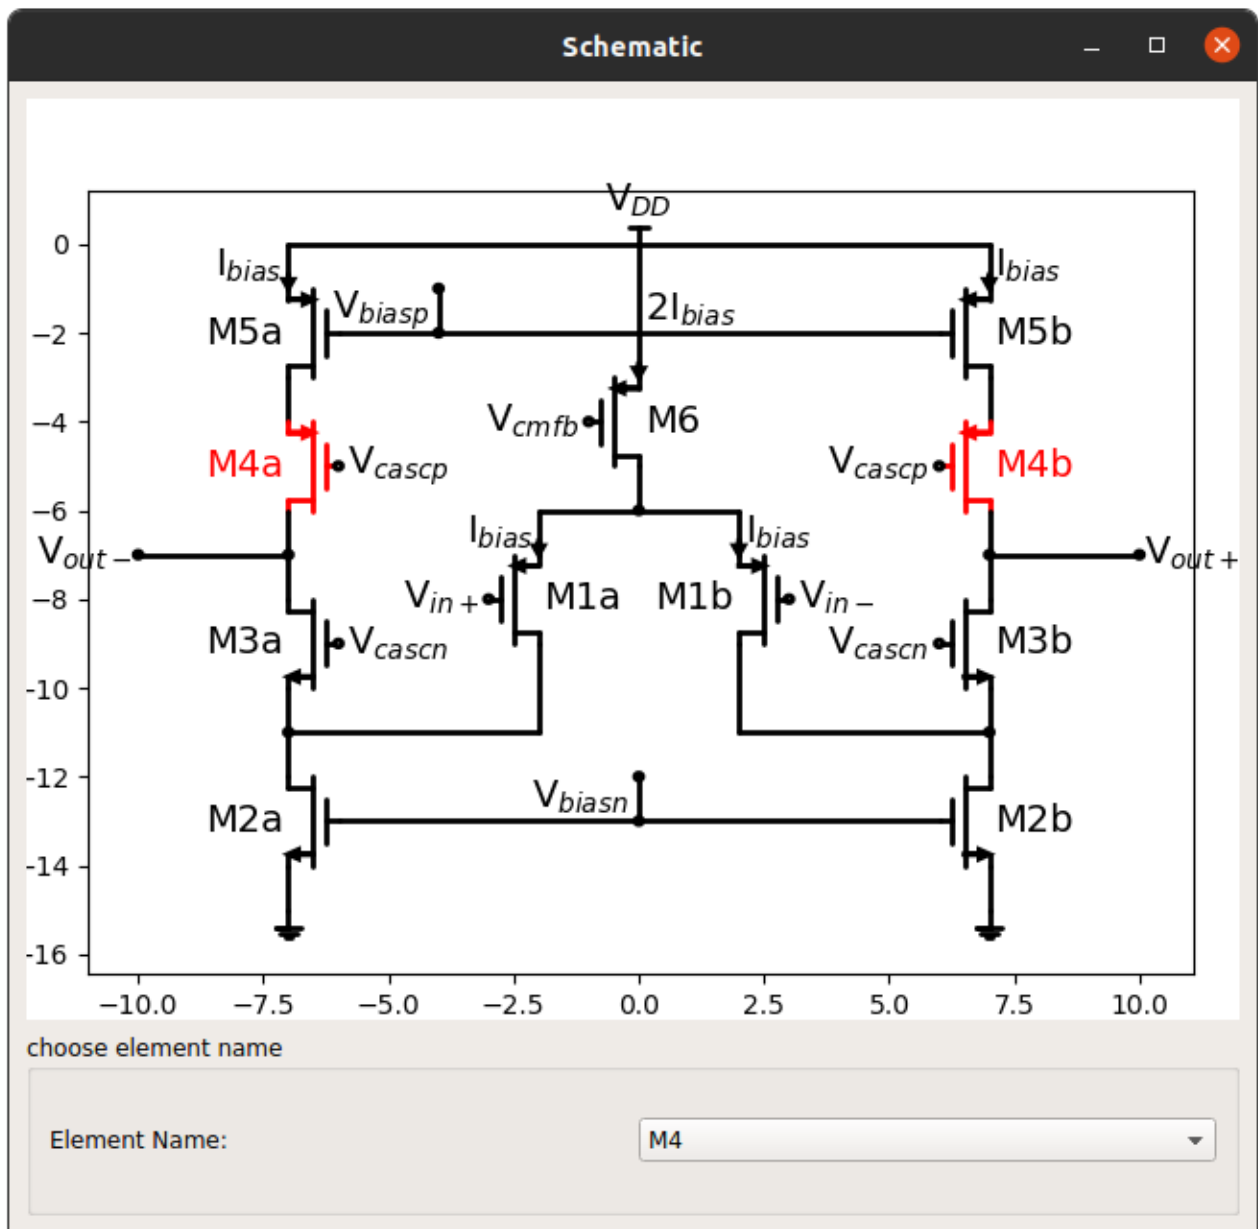 Schematic
V_DD
0
I_bias
I_bias
V_biasp
2I_bias
M5a
M5b
−2
V_cmfb
M6
−4
M4a
V_cascp
V_cascp
M4b
−6
I_bias
I_bias
V_out−
V_out+
V_in+
M1a
M1b
V_in−
−8
M3a
V_cascn
V_cascn
M3b
-10
-12
V_biasn
M2a
M2b
-14
-16
−10.0 −7.5 −5.0 −2.5 0.0 2.5 5.0 7.5 10.0
choose element name
Element Name: M4